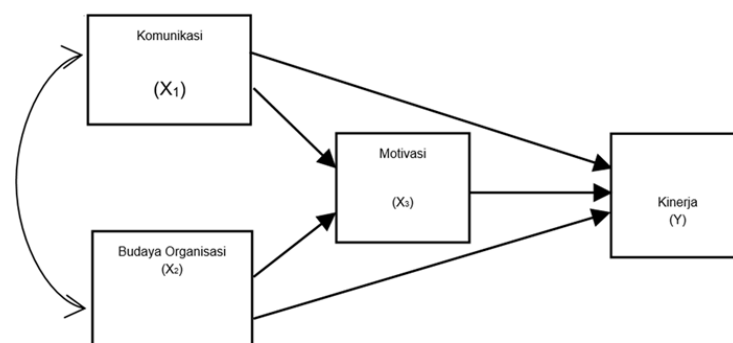 Komunikasi
(X₁)
Motivasi
(X₃)
Kinerja
(Y)
Budaya Organisasi
(X₂)